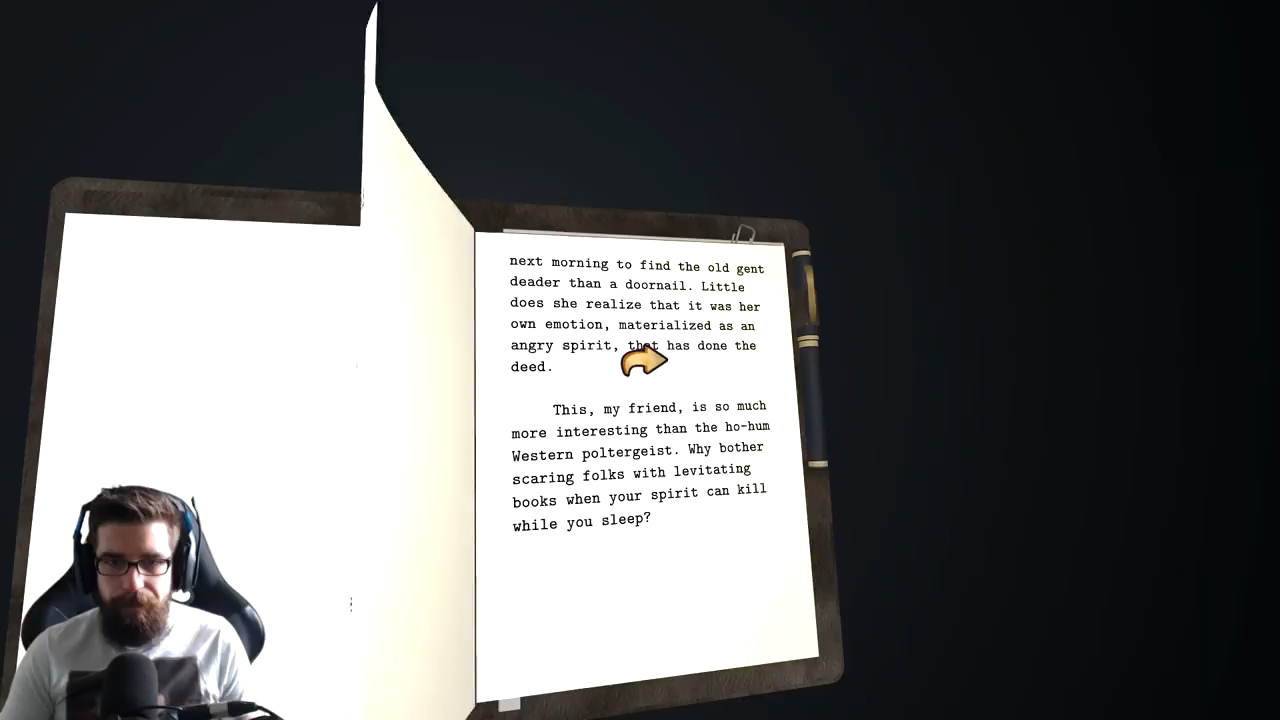 next morning to find the old gent
deader than a doornail. Little
does she realize that it was her
own emotion, materialized as an
angry spirit, that has done the
deed.
This, my friend, is so much
more interesting than the ho-hum
Western poltergeist. Why bother
scaring folks with levitating
books when your spirit can kill
while you sleep?